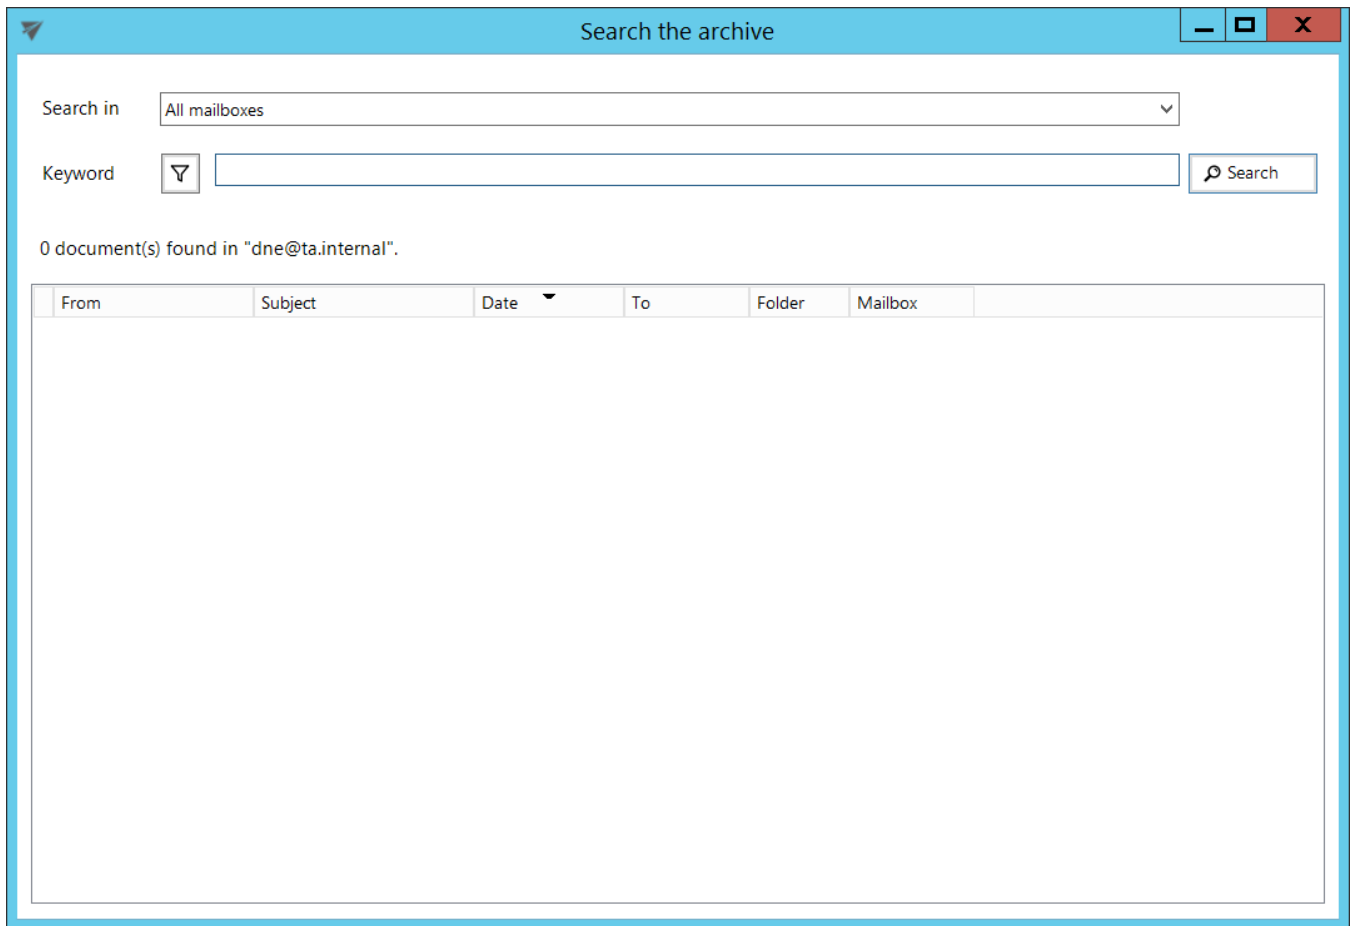 Search the archive
Search in All mailboxes
Keyword Search
0 document(s) found in "dne@ta.internal".
From Subject Date To Folder Mailbox